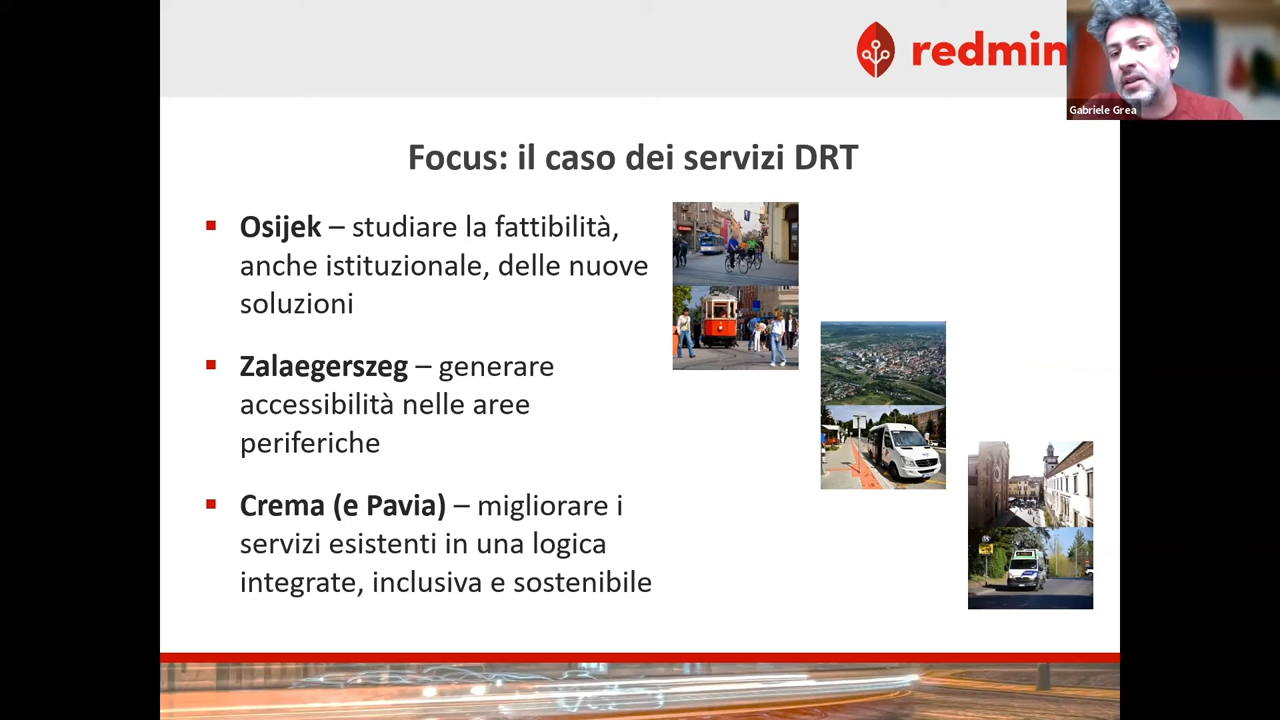 redmin
Gabriele Grea
Focus: il caso dei servizi DRT
Osijek – studiare la fattibilità,
anche istituzionale, delle nuove
soluzioni
Zalaegerszeg – generare
accessibilità nelle aree
periferiche
Crema (e Pavia) – migliorare i
servizi esistenti in una logica
integrate, inclusiva e sostenibile